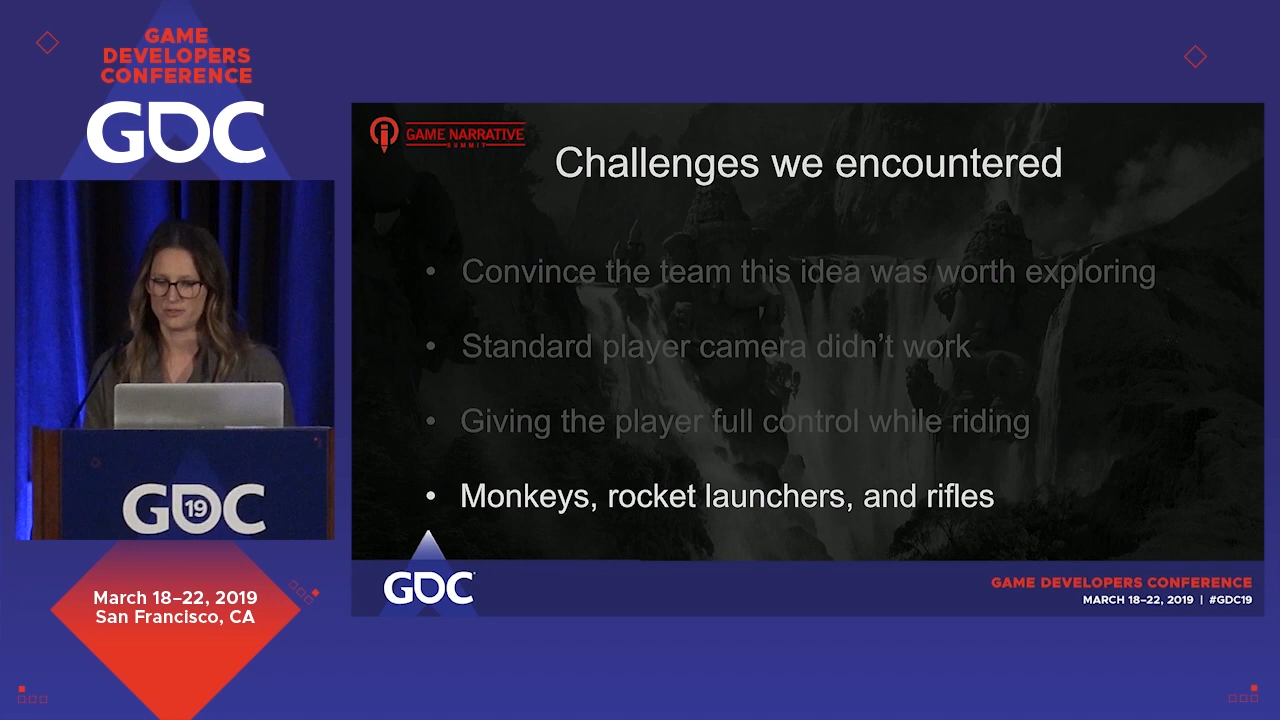 GAME
DEVELOPERS
CONFERENCE
GDC
GAME NARRATIVE
SUMMIT
Challenges we encountered
• Convince the team this idea was worth exploring
• Standard player camera didn’t work
• Giving the player full control while riding
• Monkeys, rocket launchers, and rifles
GDC
19
March 18–22, 2019
San Francisco, CA
GDC
GAME DEVELOPERS CONFERENCE
MARCH 18–22, 2019 | #GDC19